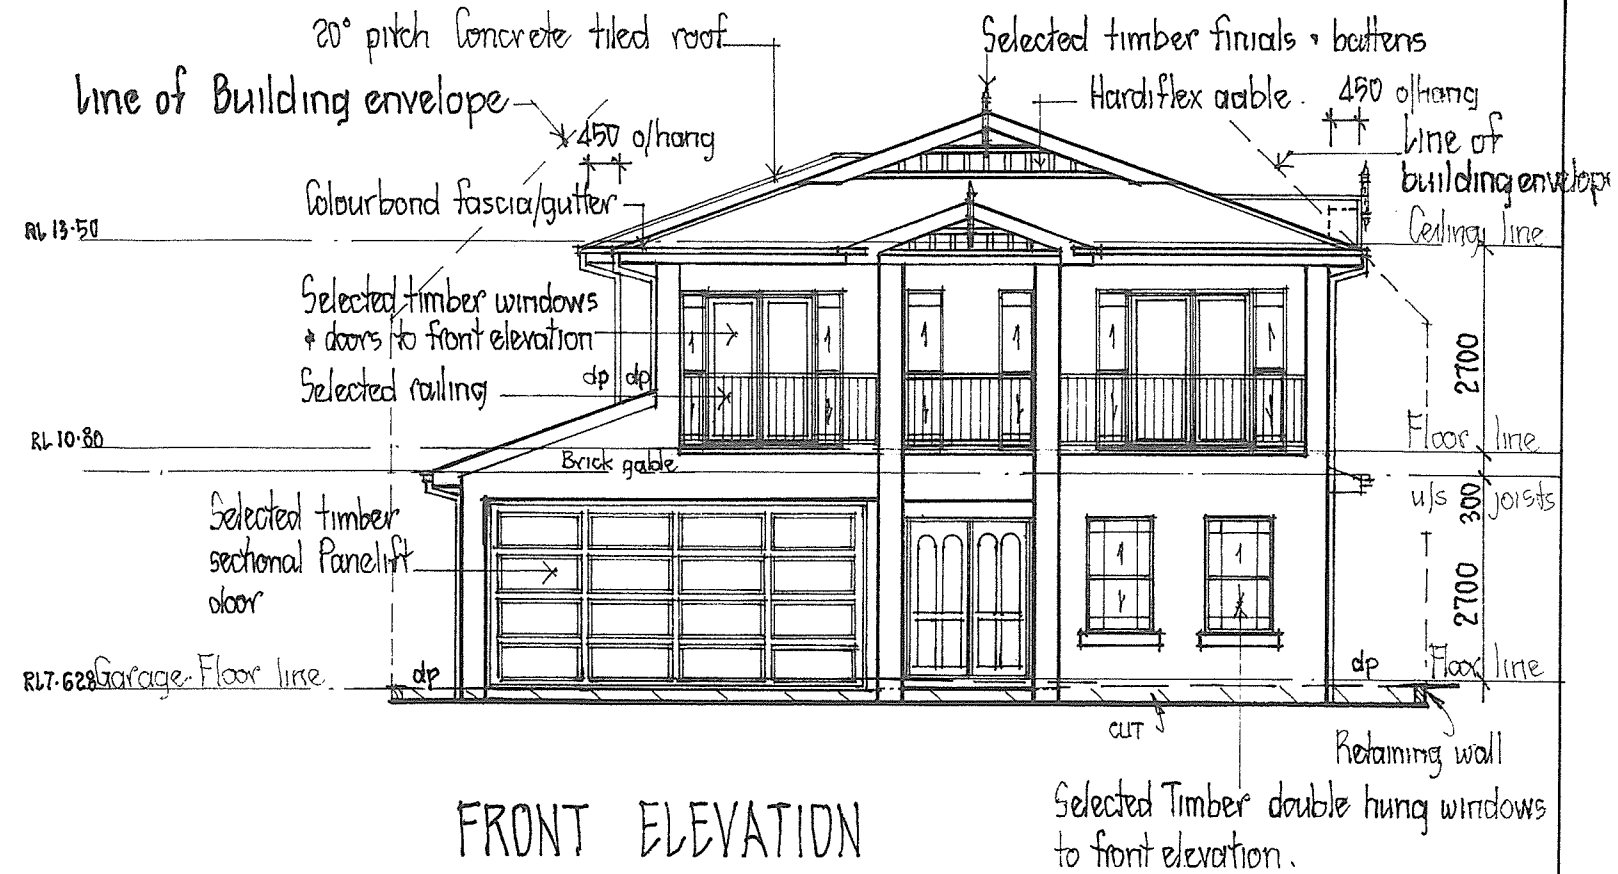 20° pitch Concrete tiled roof
Selected timber finials & battens
Line of Building envelope
Hardiflex gable.
450 o/hang
450 o/hang
Line of
building envelope
Colourbond fascia/gutter
RL 13.50
Ceiling line
Selected timber windows
& doors to front elevation
Selected railing
dp dp
2700
RL 10.80
Floor line
Brick gable
u/s joists
300
Selected timber
sectional Panelift
door
2700
RL 7.628 Garage Floor line
dp
dp
Floor line
CUT
Retaining wall
Selected Timber double hung windows
to front elevation.
FRONT ELEVATION